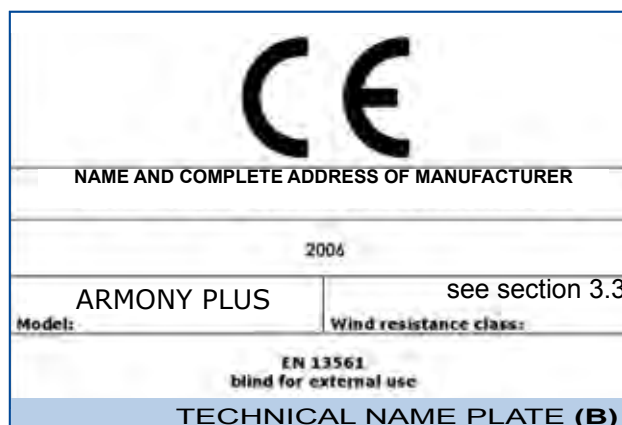 CE
NAME AND COMPLETE ADDRESS OF MANUFACTURER
2006
ARMONY PLUS
see section 3.3
Model:
Wind resistance class:
EN 13561
blind for external use
TECHNICAL NAME PLATE (B)